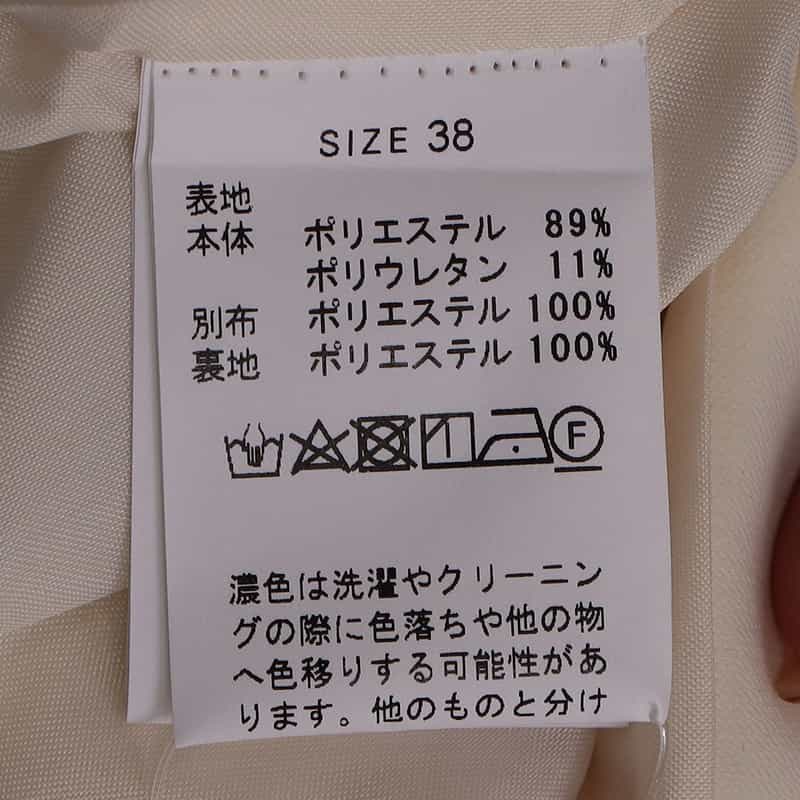 SIZE 38
表地
本体 ポリエステル 89%
ポリウレタン 11%
別布 ポリエステル 100%
裏地 ポリエステル 100%
F
濃色は洗濯やクリーニン
グの際に色落ちや他の物
へ色移りする可能性があ
ります。他のものと分け